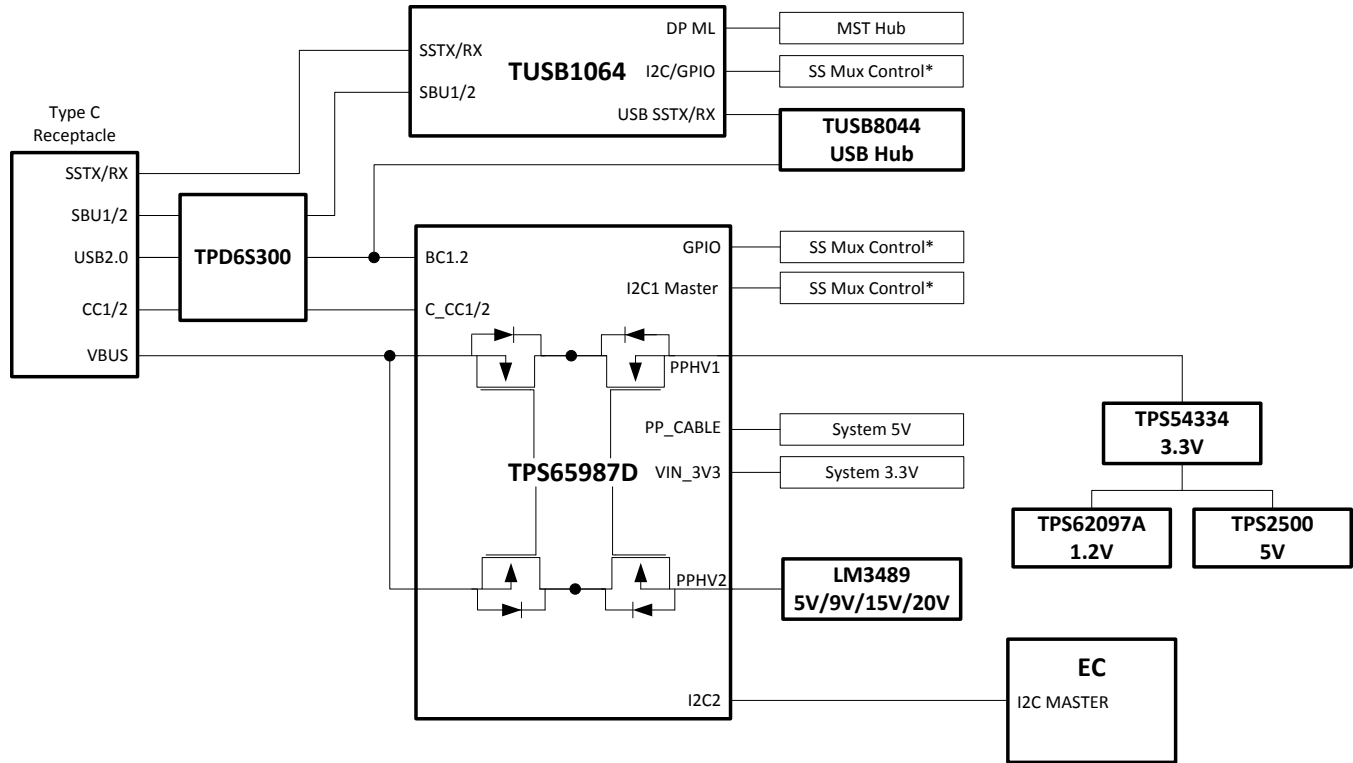 DP ML
MST Hub
SSTX/RX
TUSB1064
I2C/GPIO
SS Mux Control*
SBU1/2
USB SSTX/RX
TUSB8044
USB Hub
Type C
Receptacle
SSTX/RX
SBU1/2
USB2.0
CC1/2
VBUS
TPD6S300
BC1.2
C_CC1/2
GPIO
SS Mux Control*
I2C1 Master
SS Mux Control*
PPHV1
PP_CABLE
System 5V
TPS65987D
VIN_3V3
System 3.3V
PPHV2
LM3489
5V/9V/15V/20V
TPS54334
3.3V
TPS62097A
1.2V
TPS2500
5V
I2C2
EC
I2C MASTER